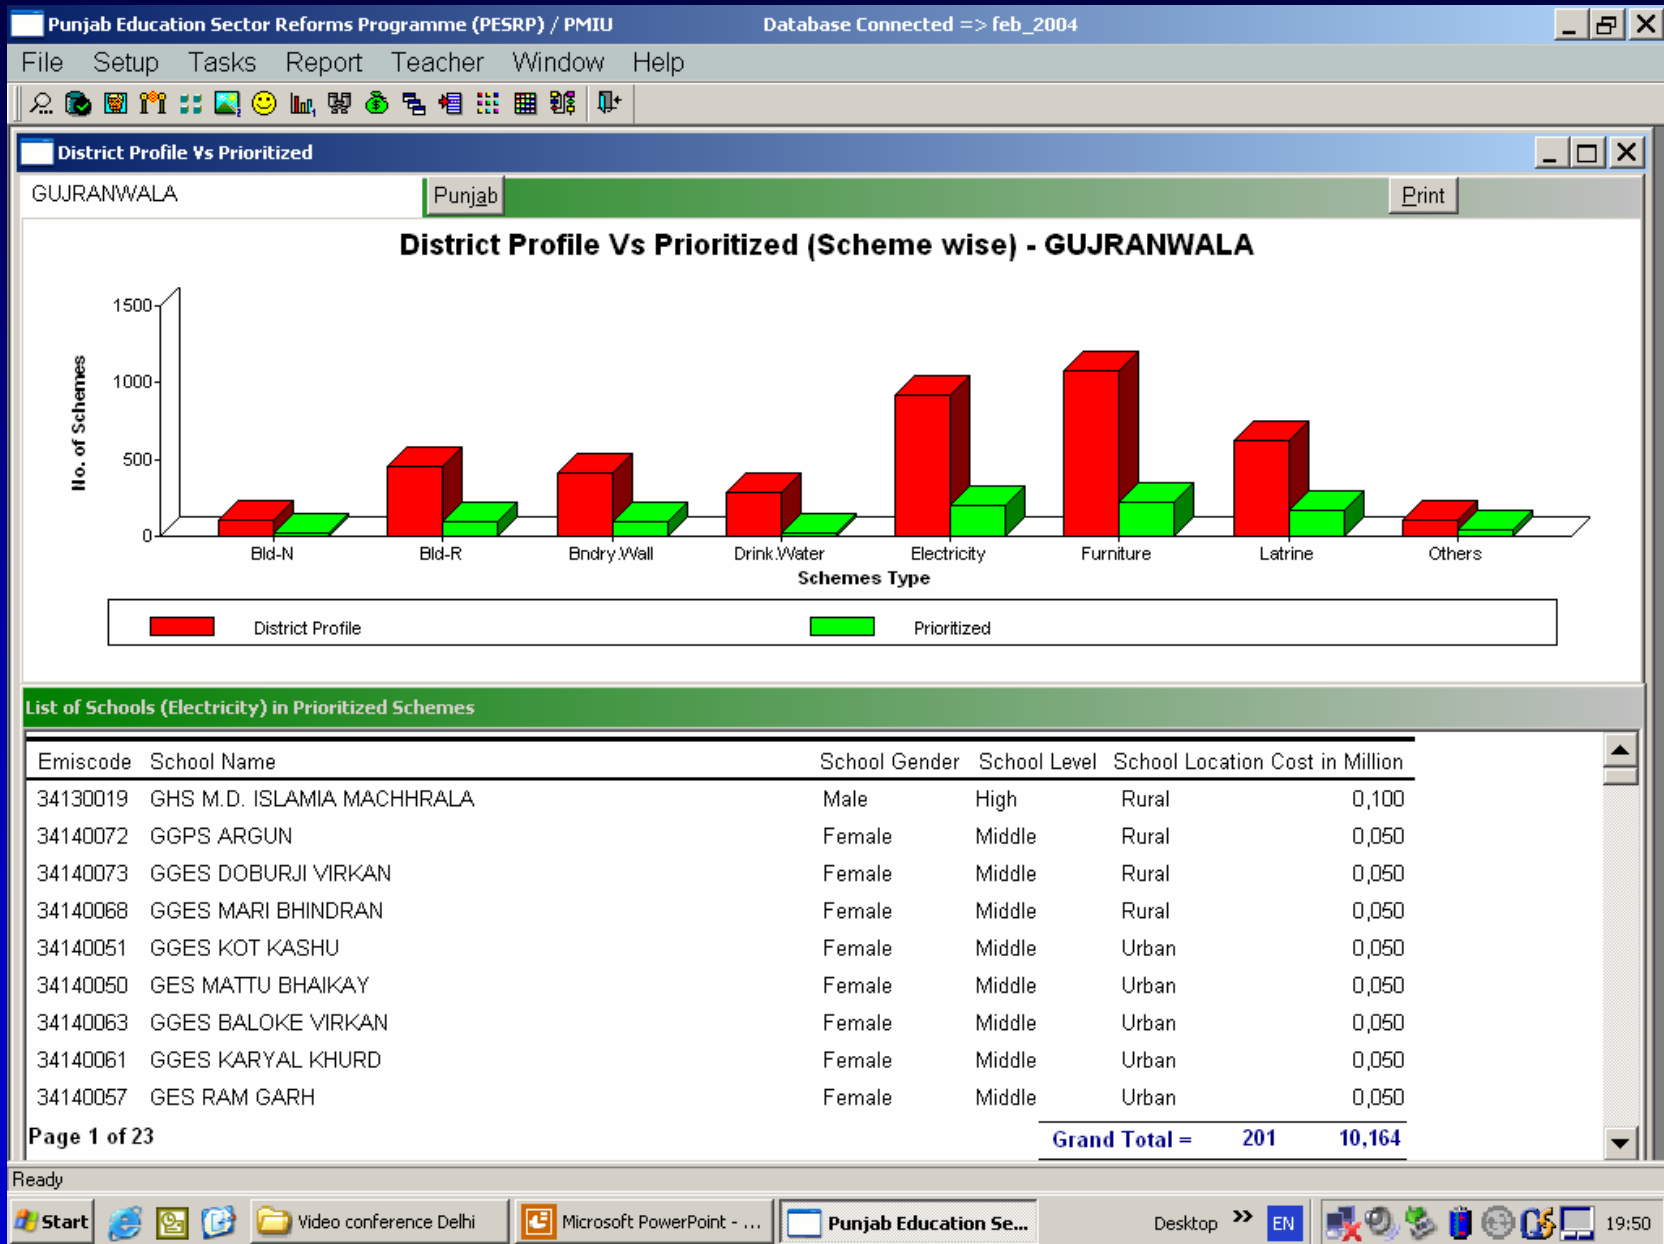 Punjab Education Sector Reforms Programme (PESRP) / PMIU Database Connected => feb_2004
File Setup Tasks Report Teacher Window Help
District Profile Vs Prioritized
GUJRANWALA Punjab Print
District Profile Vs Prioritized (Scheme wise) - GUJRANWALA
No. of Schemes
1500
1000
500
0
Bld-N Bld-R Bndry.Wall Drink.Water Electricity Furniture Latrine Others
Schemes Type
District Profile Prioritized
List of Schools (Electricity) in Prioritized Schemes
Emiscode School Name School Gender School Level School Location Cost in Million
34130019 GHS M.D. ISLAMIA MACHHRALA Male High Rural 0,100
34140072 GGPS ARGUN Female Middle Rural 0,050
34140073 GGES DOBURJI VIRKAN Female Middle Rural 0,050
34140068 GGES MARI BHINDRAN Female Middle Rural 0,050
34140051 GGES KOT KASHU Female Middle Urban 0,050
34140050 GES MATTU BHAIKAY Female Middle Urban 0,050
34140063 GGES BALOKE VIRKAN Female Middle Urban 0,050
34140061 GGES KARYAL KHURD Female Middle Urban 0,050
34140057 GES RAM GARH Female Middle Urban 0,050
Page 1 of 23 Grand Total = 201 10,164
Ready
Start Video conference Delhi Microsoft PowerPoint - ... Punjab Education Se... Desktop >> EN 19:50